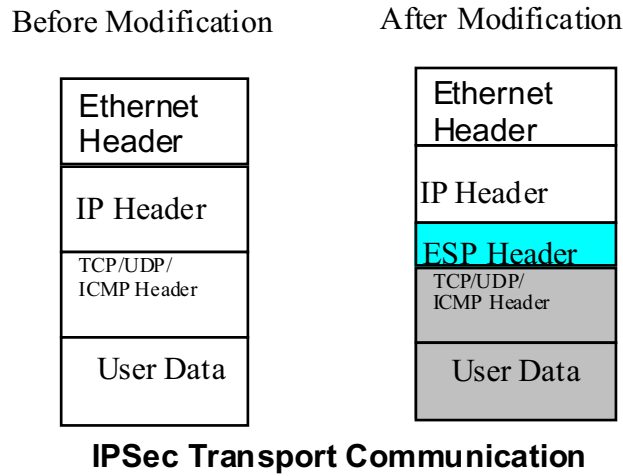 Before Modification
Ethernet
Header
IP Header
TCP/UDP/
ICMP Header
User Data
After Modification
Ethernet
Header
IP Header
ESP Header
TCP/UDP/
ICMP Header
User Data
IPSec Transport Communication